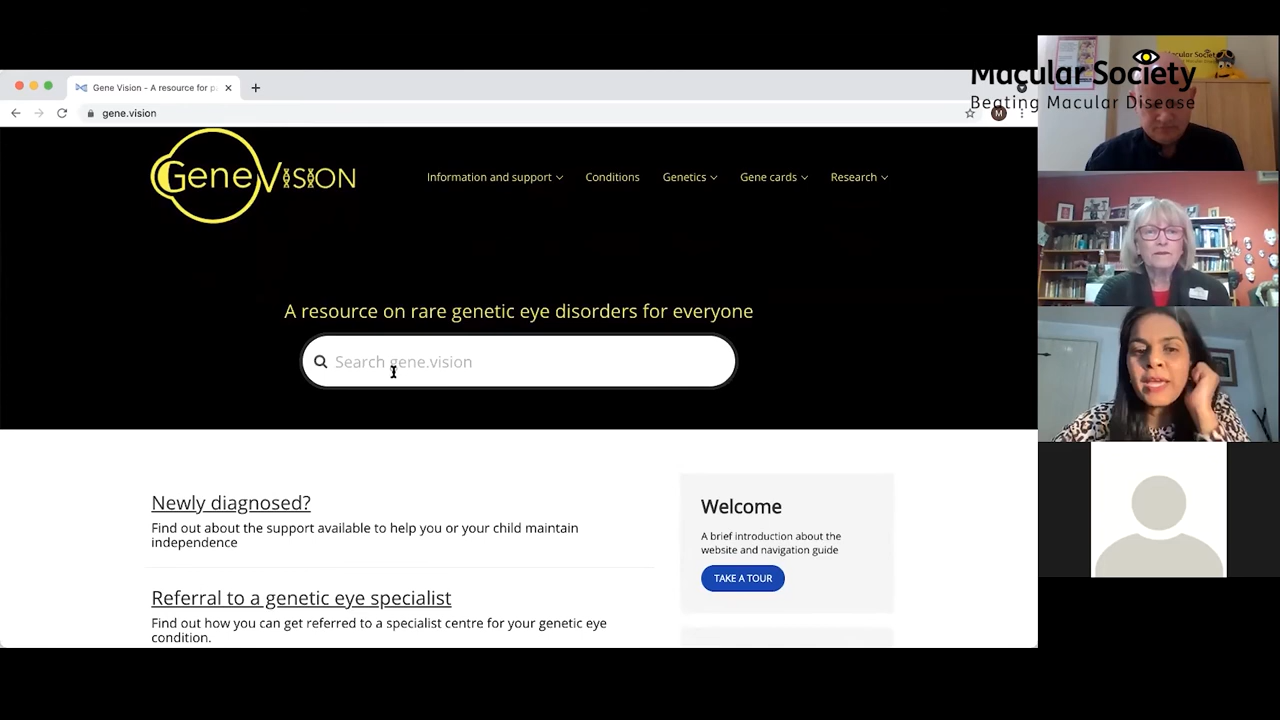 Gene Vision - A resource for p
gene.vision
M
Macular Society
Beating Macular Disease
Macular Society
GeneVision
Information and support
Conditions
Genetics
Gene cards
Research
A resource on rare genetic eye disorders for everyone
Search gene.vision
Newly diagnosed?
Find out about the support available to help you or your child maintain
independence
Referral to a genetic eye specialist
Find out how you can get referred to a specialist centre for your genetic eye
condition.
Welcome
A brief introduction about the
website and navigation guide
TAKE A TOUR